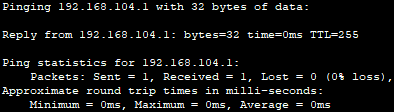 Pinging 192.168.104.1 with 32 bytes of data:
Reply from 192.168.104.1: bytes=32 time=0ms TTL=255
Ping statistics for 192.168.104.1:
Packets: Sent = 1, Received = 1, Lost = 0 (0% loss),
Approximate round trip times in milli-seconds:
Minimum = 0ms, Maximum = 0ms, Average = 0ms